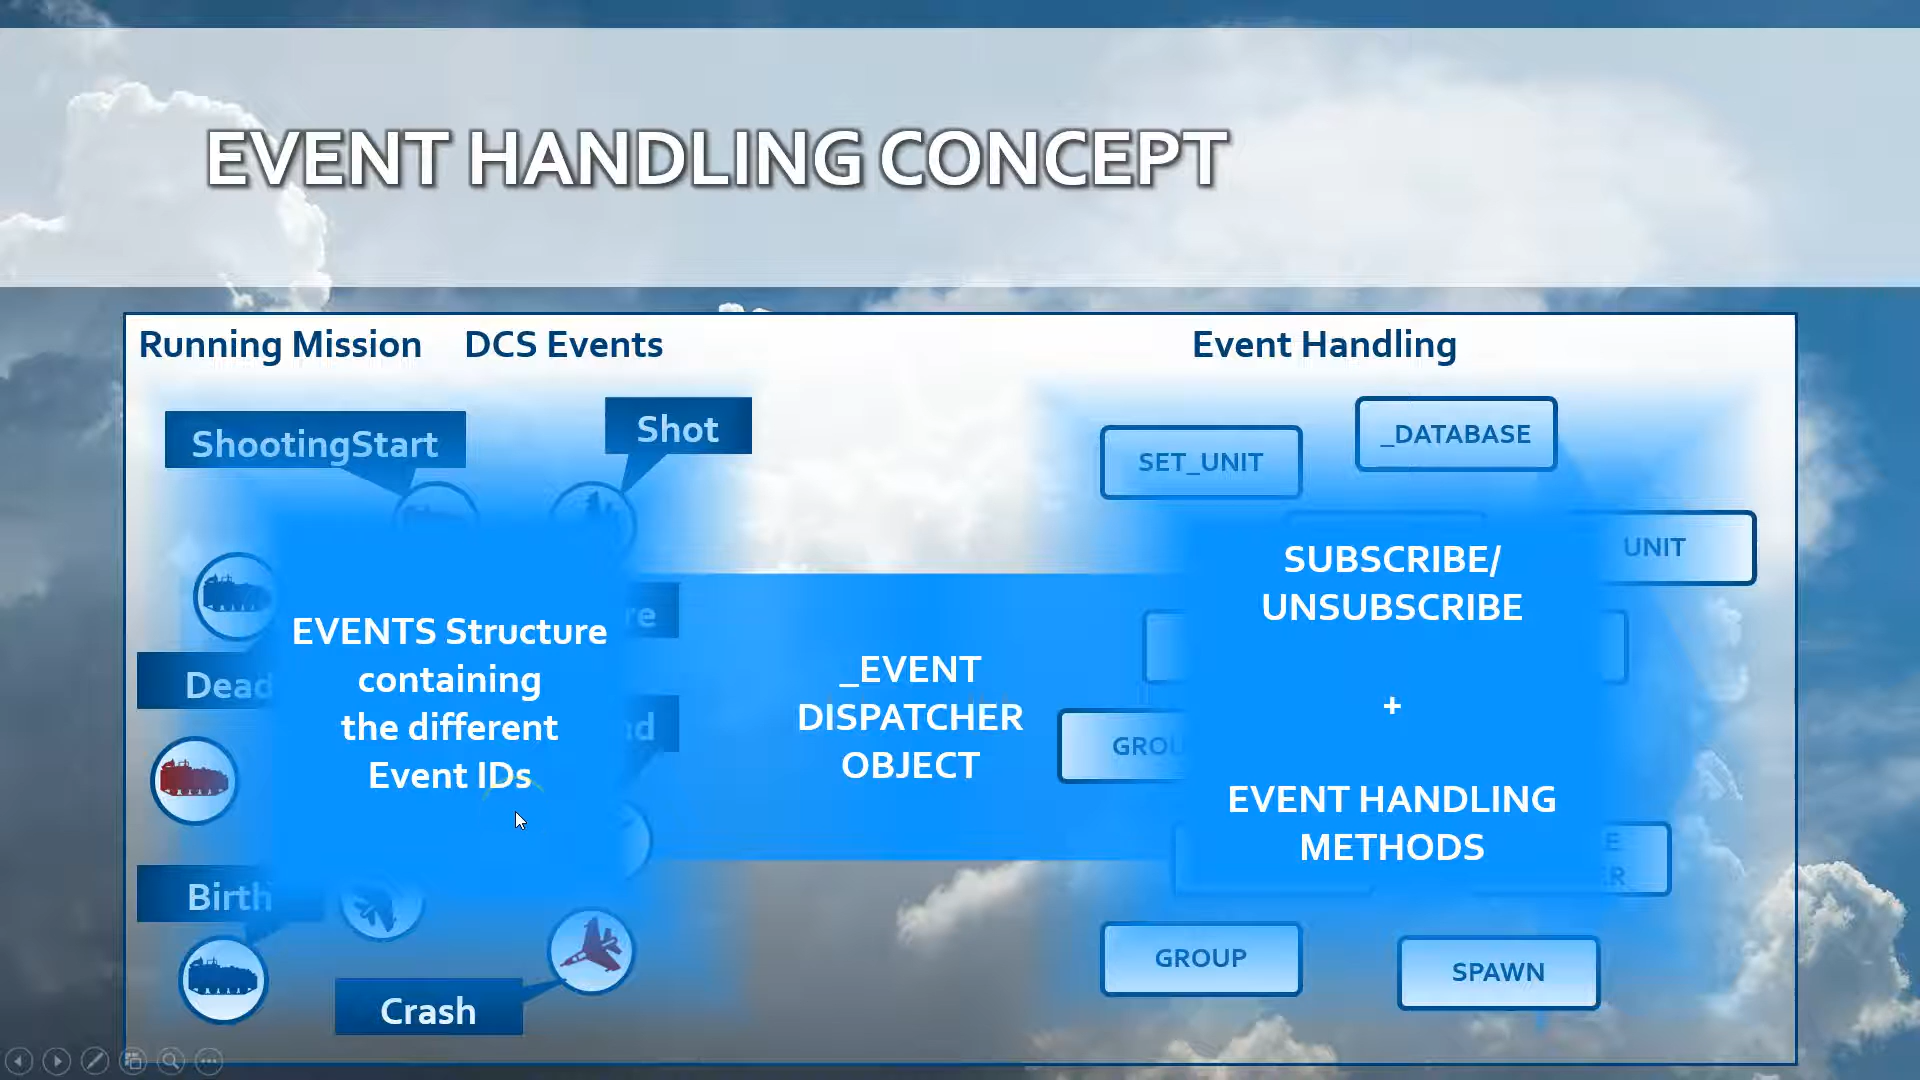 EVENT HANDLING CONCEPT
Running Mission
DCS Events
Event Handling
ShootingStart
Shot
SET_UNIT
_DATABASE
UNIT
EVENTS Structure
containing
the different
Event IDs
Dead
Birth
Crash
_EVENT
DISPATCHER
OBJECT
SUBSCRIBE/
UNSUBSCRIBE
+
EVENT HANDLING
METHODS
GROUP
SPAWN